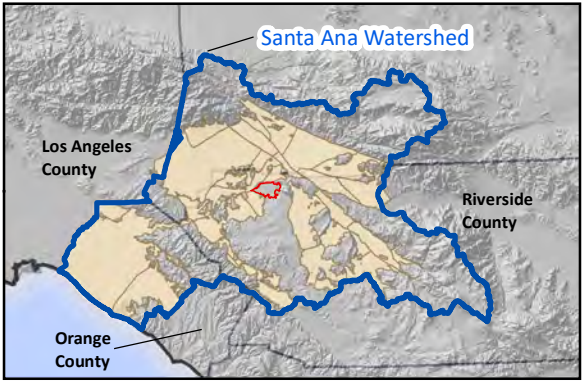 Santa Ana Watershed
Los Angeles
County
Riverside
County
Orange
County